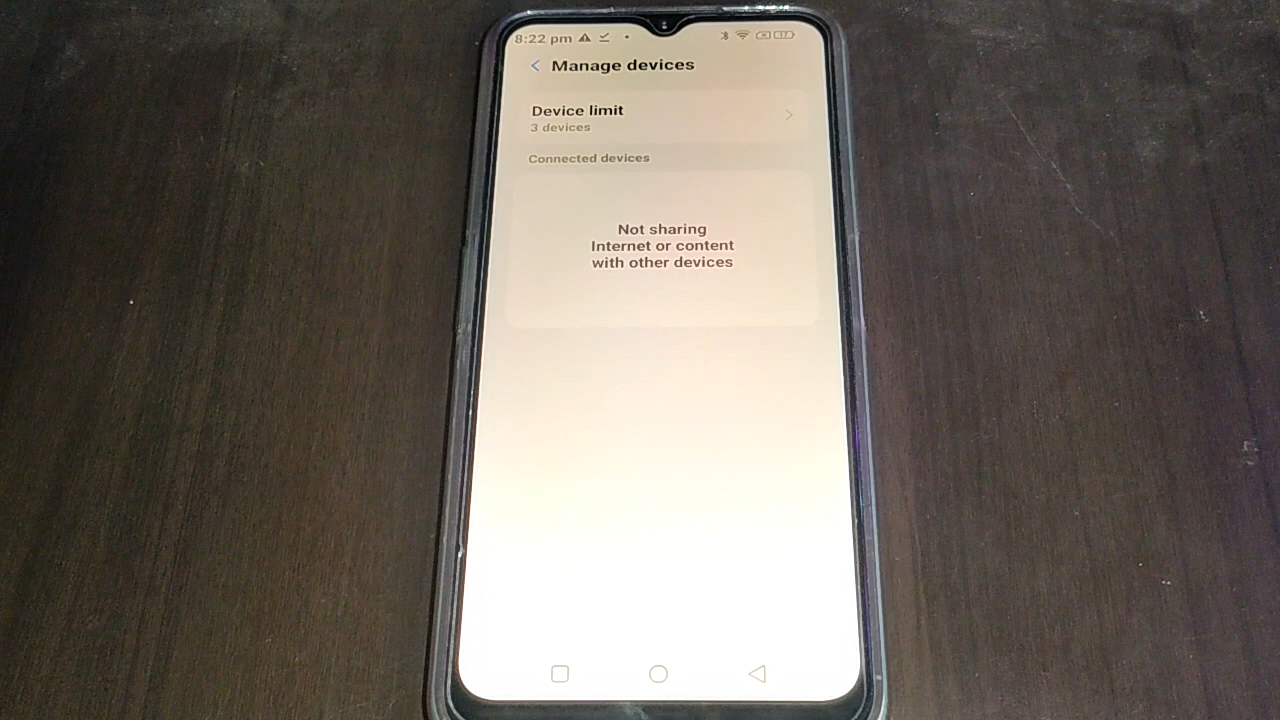 8:22 pm
17
Manage devices
Device limit
3 devices
Connected devices
Not sharing
Internet or content
with other devices